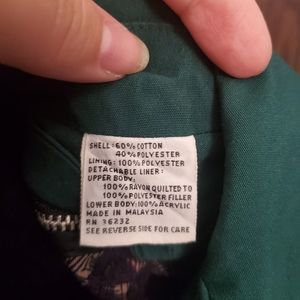 SHELL: 60% COTTON
40% POLYESTER
LINING: 100% POLYESTER
DETACHABLE LINER:
UPPER BODY:
100% RAYON QUILTED TO
100% POLYESTER FILLER
LOWER BODY: 100% ACRYLIC
MADE IN MALAYSIA
RN 36232
SEE REVERSE SIDE FOR CARE